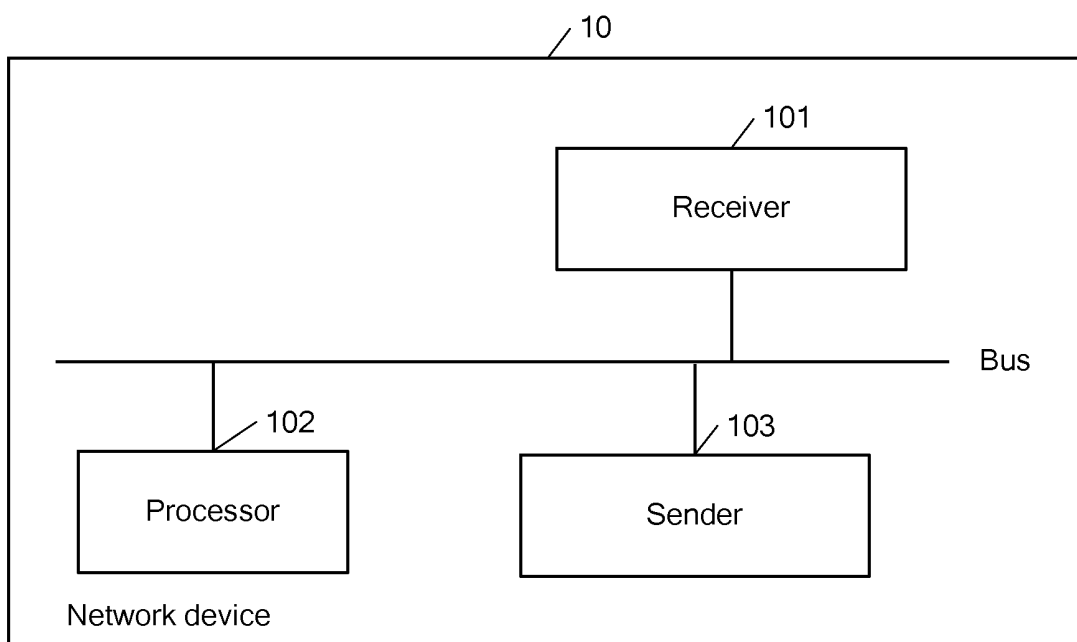 10
101
Receiver
Bus
102
103
Processor
Sender
Network device